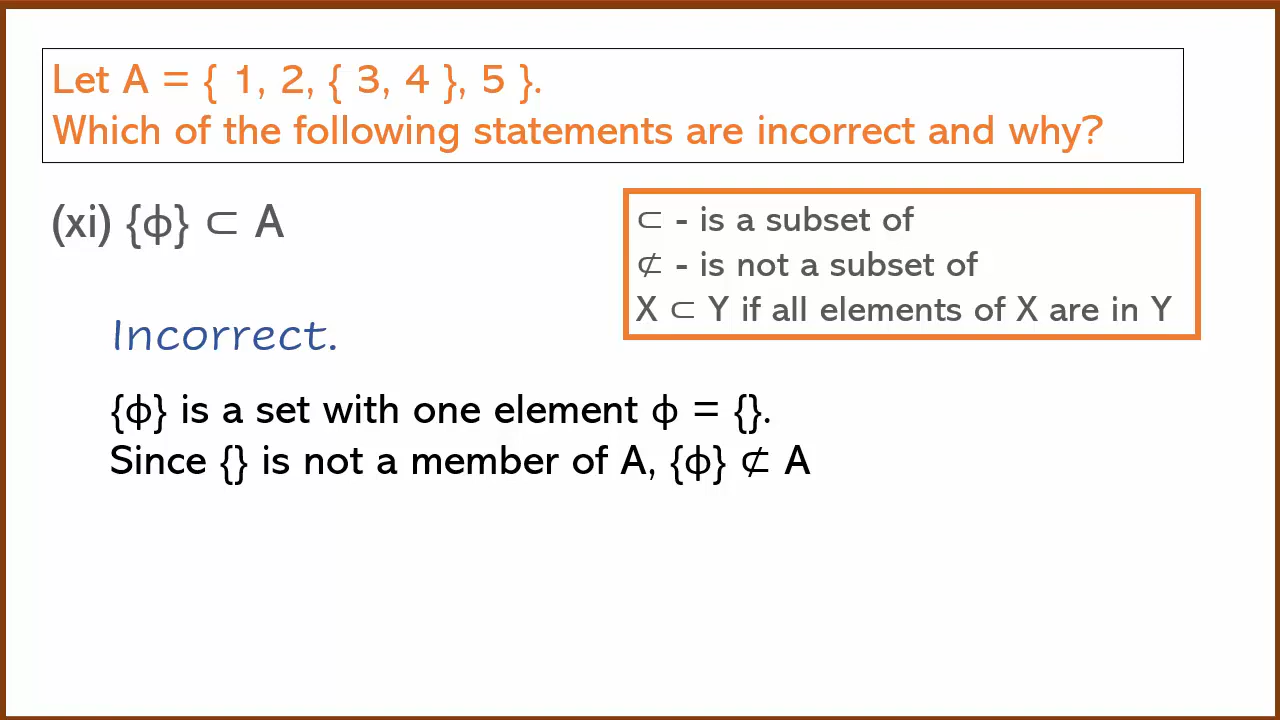 Let A = { 1, 2, { 3, 4 }, 5 }.
Which of the following statements are incorrect and why?
(xi) {ϕ} ⊂ A
⊂ - is a subset of
⊄ - is not a subset of
X ⊂ Y if all elements of X are in Y
Incorrect.
{ϕ} is a set with one element ϕ = {}.
Since {} is not a member of A, {ϕ} ⊄ A